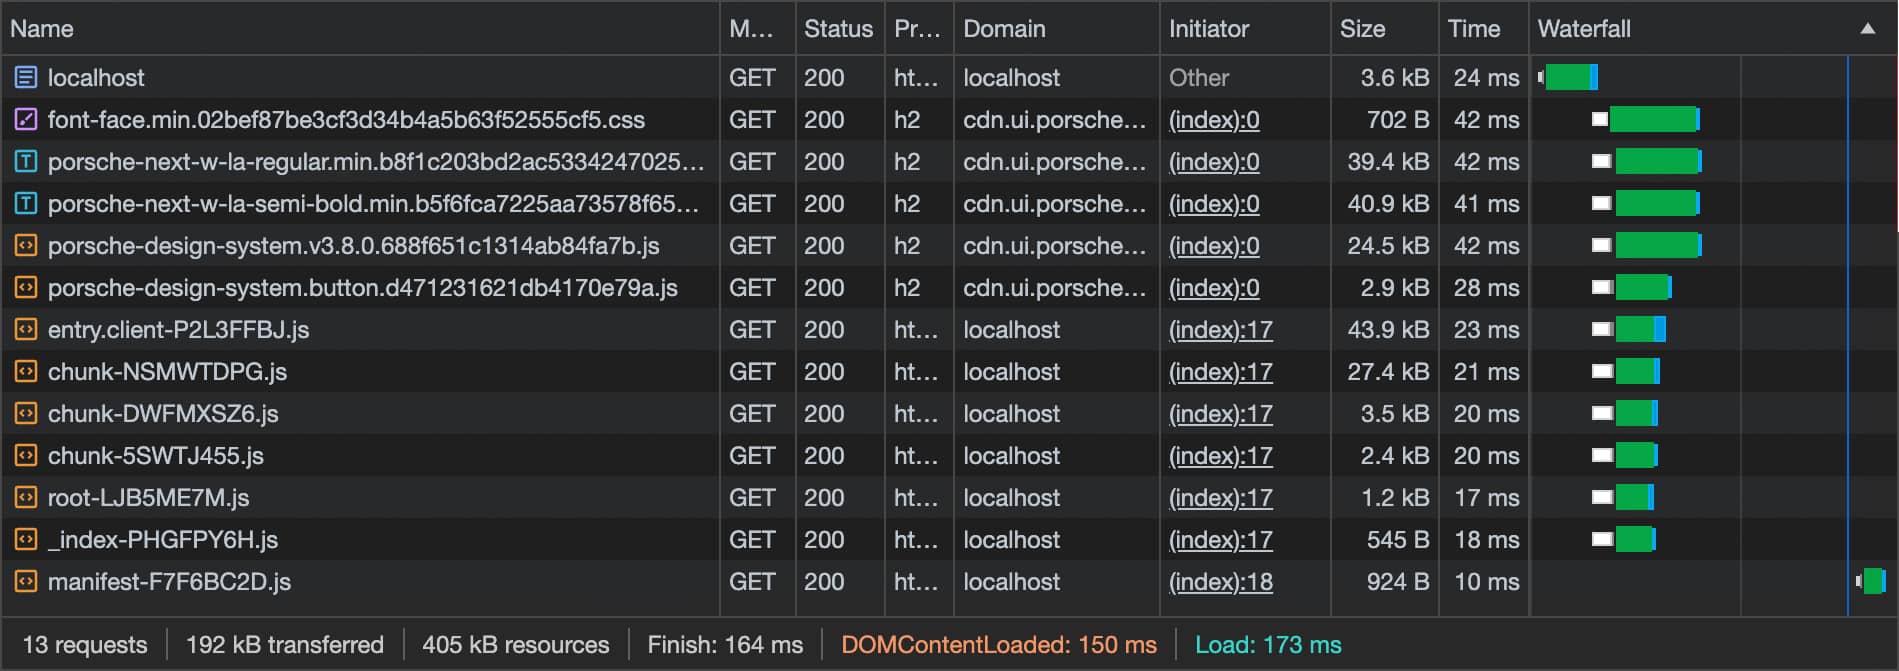 Name M... Status Pr... Domain Initiator Size Time Waterfall
localhost GET 200 ht... localhost Other 3.6 kB 24 ms
font-face.min.02bef87be3cf3d34b4a5b63f52555cf5.css GET 200 h2 cdn.ui.porsche... (index):0 702 B 42 ms
porsche-next-w-la-regular.min.b8f1c203bd2ac5334247025... GET 200 h2 cdn.ui.porsche... (index):0 39.4 kB 42 ms
porsche-next-w-la-semi-bold.min.b5f6fca7225aa73578f65... GET 200 h2 cdn.ui.porsche... (index):0 40.9 kB 41 ms
porsche-design-system.v3.8.0.688f651c1314ab84fa7b.js GET 200 h2 cdn.ui.porsche... (index):0 24.5 kB 42 ms
porsche-design-system.button.d471231621db4170e79a.js GET 200 h2 cdn.ui.porsche... (index):0 2.9 kB 28 ms
entry.client-P2L3FFBJ.js GET 200 ht... localhost (index):17 43.9 kB 23 ms
chunk-NSMWTDPG.js GET 200 ht... localhost (index):17 27.4 kB 21 ms
chunk-DWFMXSZ6.js GET 200 ht... localhost (index):17 3.5 kB 20 ms
chunk-5SWTJ455.js GET 200 ht... localhost (index):17 2.4 kB 20 ms
root-LJB5ME7M.js GET 200 ht... localhost (index):17 1.2 kB 17 ms
_index-PHGFPY6H.js GET 200 ht... localhost (index):17 545 B 18 ms
manifest-F7F6BC2D.js GET 200 ht... localhost (index):18 924 B 10 ms
13 requests 192 kB transferred 405 kB resources Finish: 164 ms DOMContentLoaded: 150 ms Load: 173 ms